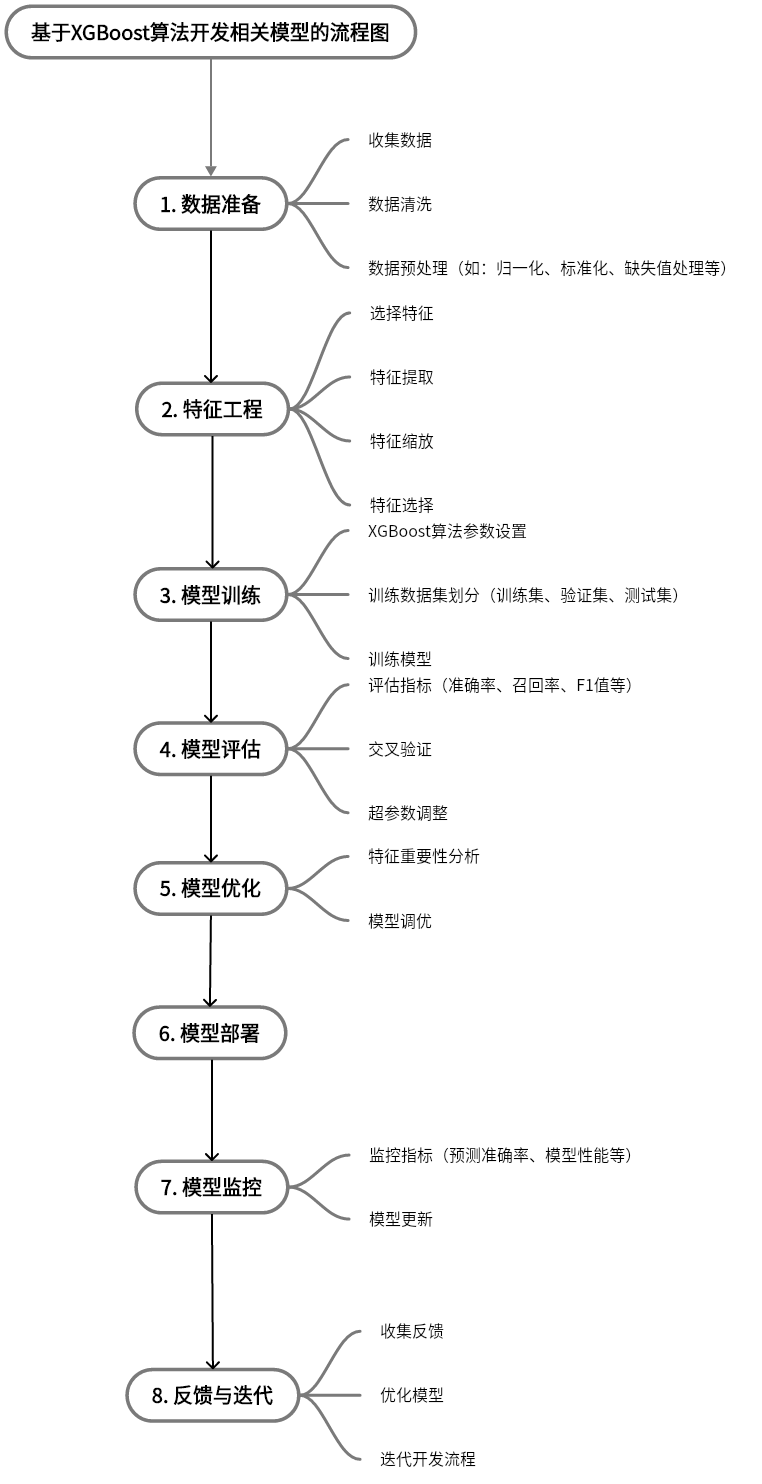 基于XGBoost算法开发相关模型的流程图
1. 数据准备
收集数据
数据清洗
数据预处理（如：归一化、标准化、缺失值处理等）
2. 特征工程
选择特征
特征提取
特征缩放
特征选择
3. 模型训练
XGBoost算法参数设置
训练数据集划分（训练集、验证集、测试集）
训练模型
4. 模型评估
评估指标（准确率、召回率、F1值等）
交叉验证
超参数调整
5. 模型优化
特征重要性分析
模型调优
6. 模型部署
7. 模型监控
监控指标（预测准确率、模型性能等）
模型更新
8. 反馈与迭代
收集反馈
优化模型
迭代开发流程